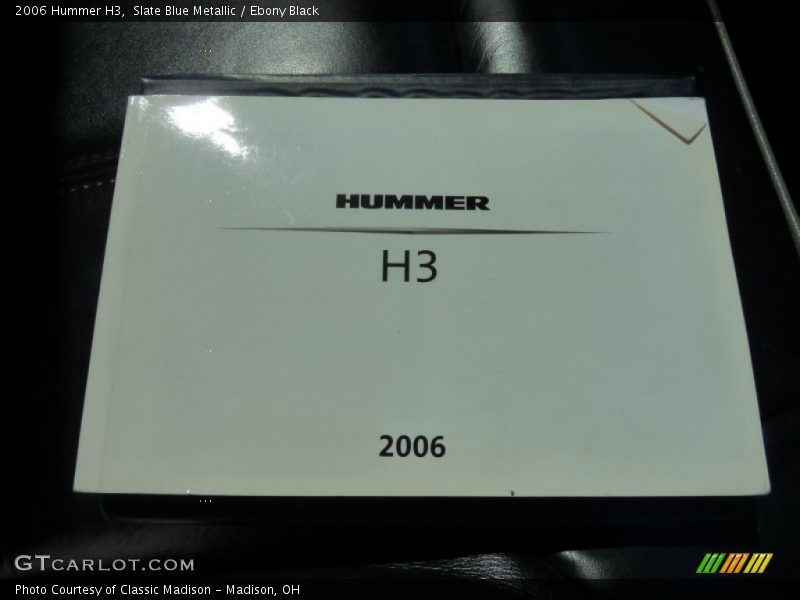 2006 Hummer H3,  Slate Blue Metallic / Ebony Black
HUMMER
H3
2006
GTCARLOT.COM
Photo Courtesy of Classic Madison - Madison, OH